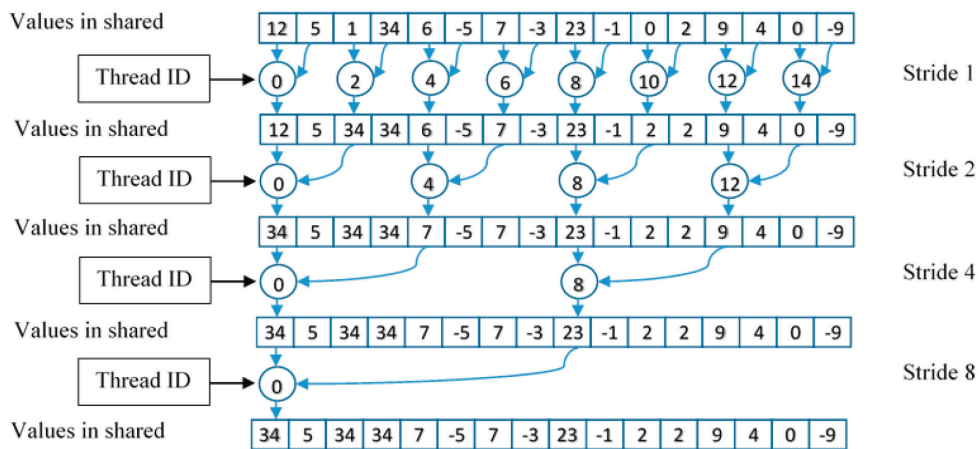 Values in shared 12 5 1 34 6 -5 7 -3 23 -1 0 2 9 4 0 -9
Thread ID 0 2 4 6 8 10 12 14 Stride 1
Values in shared 12 5 34 34 6 -5 7 -3 23 -1 2 2 9 4 0 -9
Thread ID 0 4 8 12 Stride 2
Values in shared 34 5 34 34 7 -5 7 -3 23 -1 2 2 9 4 0 -9
Thread ID 0 8 Stride 4
Values in shared 34 5 34 34 7 -5 7 -3 23 -1 2 2 9 4 0 -9
Thread ID 0 Stride 8
Values in shared 34 5 34 34 7 -5 7 -3 23 -1 2 2 9 4 0 -9